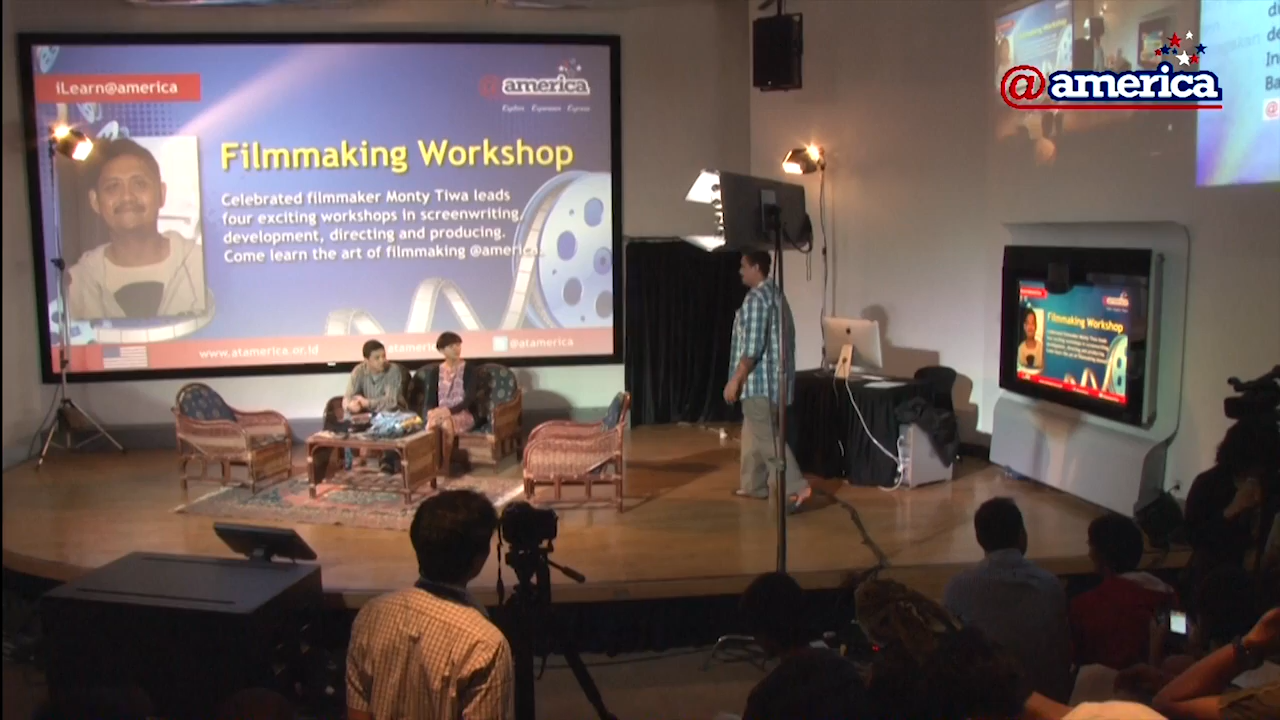 iLearn@america
@america
Explore Experience Express
Filmmaking Workshop
Celebrated filmmaker Monty Tiwa leads
four exciting workshops in screenwriting,
development, directing and producing.
Come learn the art of filmmaking @america.
www.atamerica.or.id
atamerica
@atamerica
@america
Filmmaking Workshop